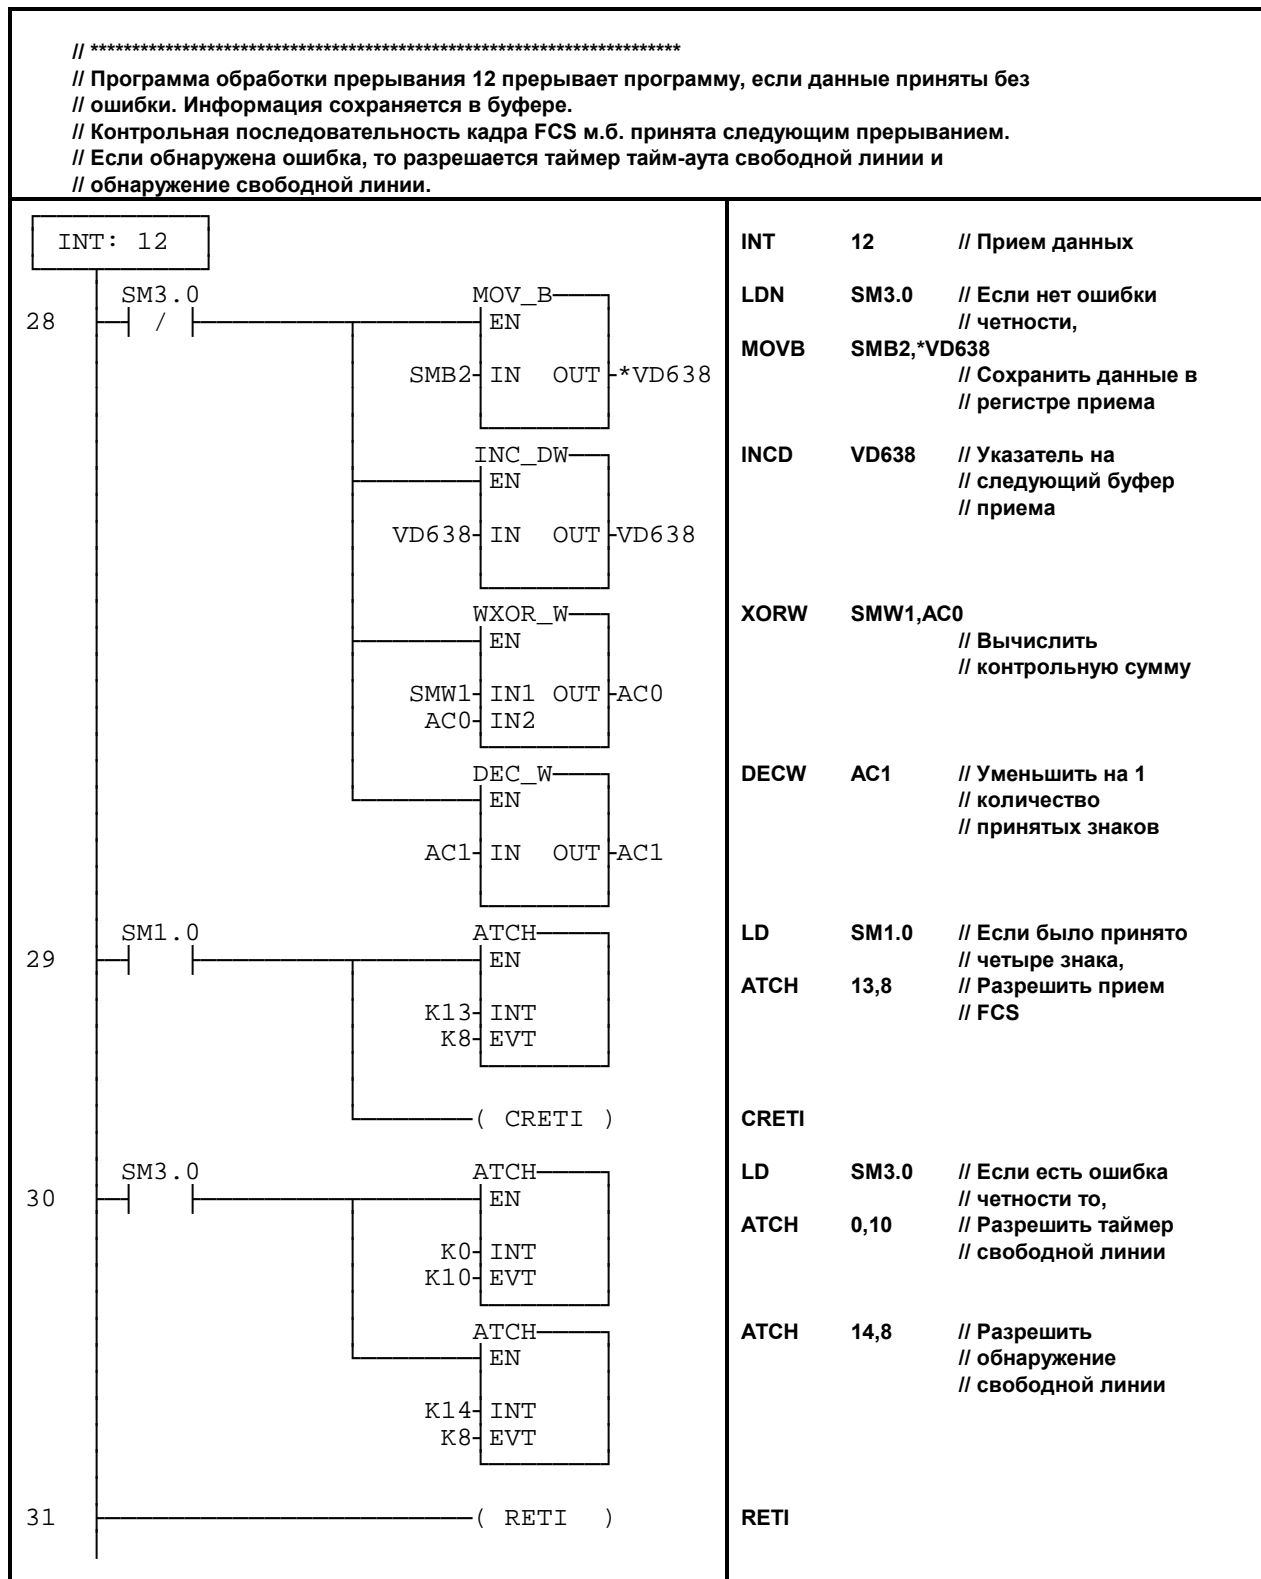 // ***********************************************************************
// Программа обработки прерывания 12 прерывает программу, если данные приняты без
// ошибки. Информация сохраняется в буфере.
// Контрольная последовательность кадра FCS м.б. принята следующим прерыванием.
// Если обнаружена ошибка, то разрешается таймер тайм-аута свободной линии и
// обнаружение свободной линии.
INT: 12
INT 12 // Прием данных
SM3.0 MOV_B LDN SM3.0 // Если нет ошибки
28 / EN // четности,
MOVB SMB2,*VD638
SMB2 IN OUT *VD638 // Сохранить данные в
// регистре приема
INC_DW INCD VD638 // Указатель на
EN // следующий буфер
// приема
VD638 IN OUT VD638
WXOR_W XORW SMW1,AC0
EN // Вычислить
// контрольную сумму
SMW1 IN1 OUT AC0
AC0 IN2
DEC_W DECW AC1 // Уменьшить на 1
EN // количество
// принятых знаков
AC1 IN OUT AC1
SM1.0 ATCH LD SM1.0 // Если было принято
29 EN // четыре знака,
ATCH 13,8 // Разрешить прием
K13 INT // FCS
K8 EVT
( CRETI ) CRETI
SM3.0 ATCH LD SM3.0 // Если есть ошибка
30 EN // четности то,
ATCH 0,10 // Разрешить таймер
K0 INT // свободной линии
K10 EVT
ATCH ATCH 14,8 // Разрешить
EN // обнаружение
// свободной линии
K14 INT
K8 EVT
31 ( RETI ) RETI